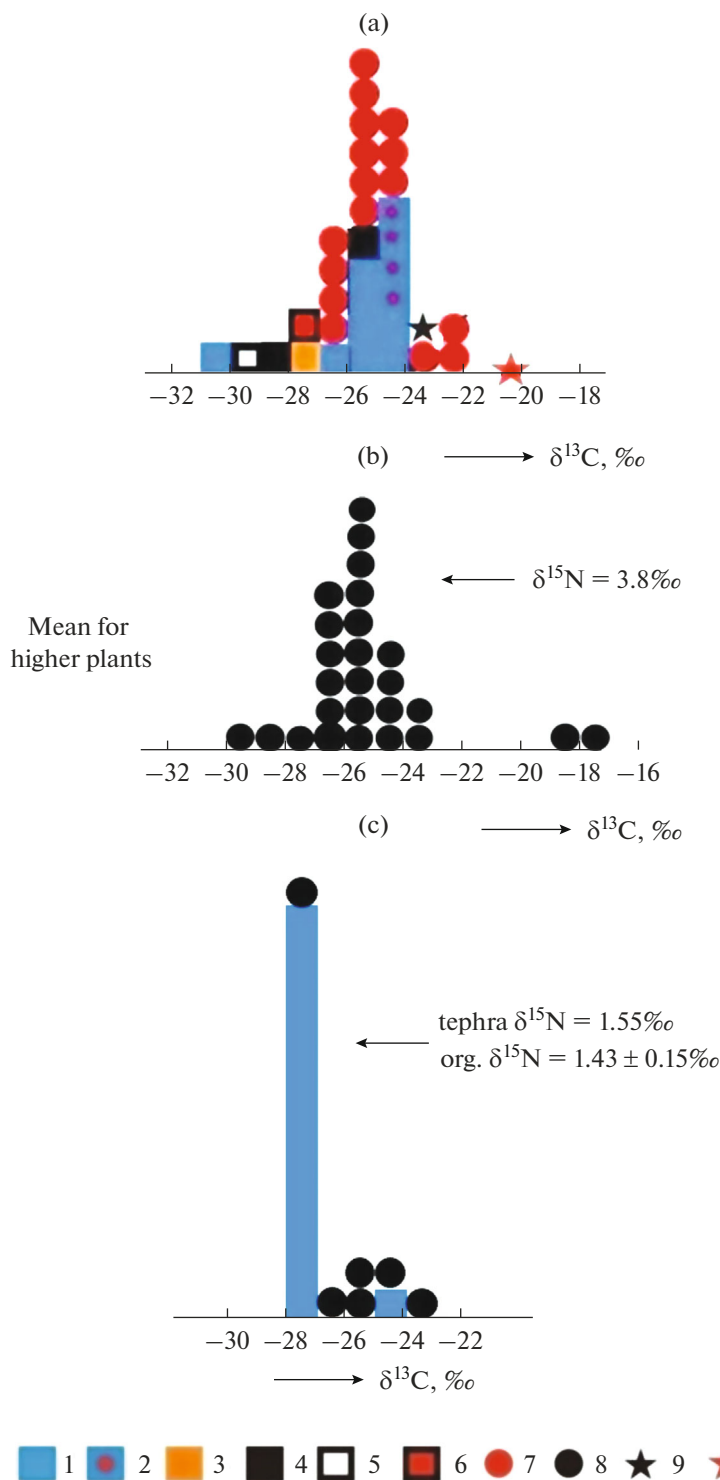 (a)
−32 −30 −28 −26 −24 −22 −20 −18
δ¹³C, ‰
(b)
δ¹⁵N = 3.8‰
Mean for
higher plants
−32 −30 −28 −26 −24 −22 −20 −18 −16
δ¹³C, ‰
(c)
tephra δ¹⁵N = 1.55‰
org. δ¹⁵N = 1.43 ± 0.15‰
−30 −28 −26 −24 −22
δ¹³C, ‰
1 2 3 4 5 6 7 8 9